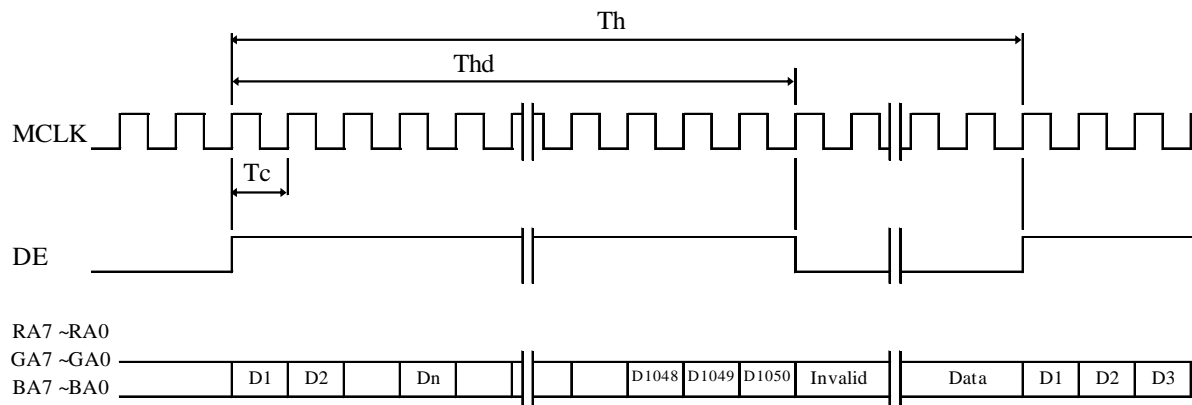 Th
Thd
MCLK
Tc
DE
RA7 ~RA0
GA7 ~GA0
BA7 ~BA0
D1 D2 Dn D1048 D1049 D1050 Invalid Data D1 D2 D3